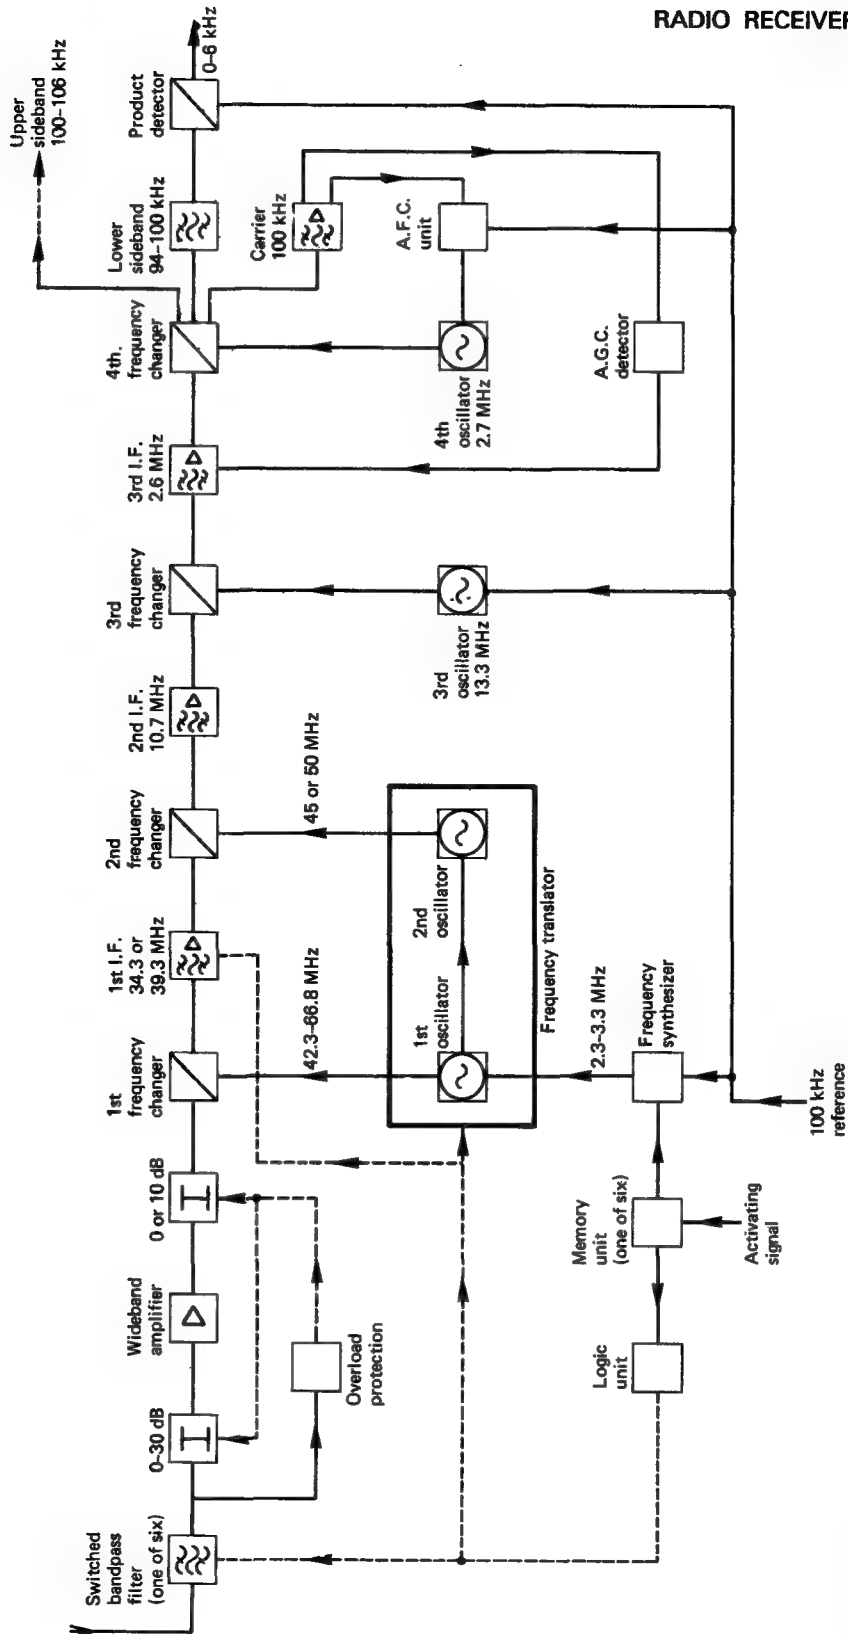 RADIO RECEIVER
Switched
bandpass
filter
(one of six)
0–30 dB
Wideband
amplifier
0 or 10 dB
1st
frequency
changer
1st I.F.
34.3 or
39.3 MHz
2nd
frequency
changer
2nd I.F.
10.7 MHz
3rd
frequency
changer
3rd I.F.
2.6 MHz
4th.
frequency
changer
Lower
sideband
94–100 kHz
Product
detector
0–6 kHz
Upper
sideband
100–106 kHz
Overload
protection
42.3–66.8 MHz
45 or 50 MHz
1st
oscillator
2nd
oscillator
Frequency translator
3rd
oscillator
13.3 MHz
4th
oscillator
2.7 MHz
Carrier
100 kHz
A.F.C.
unit
A.G.C.
detector
2.3–3.3 MHz
Logic
unit
Memory
unit
(one of six)
Frequency
synthesizer
Activating
signal
100 kHz
reference